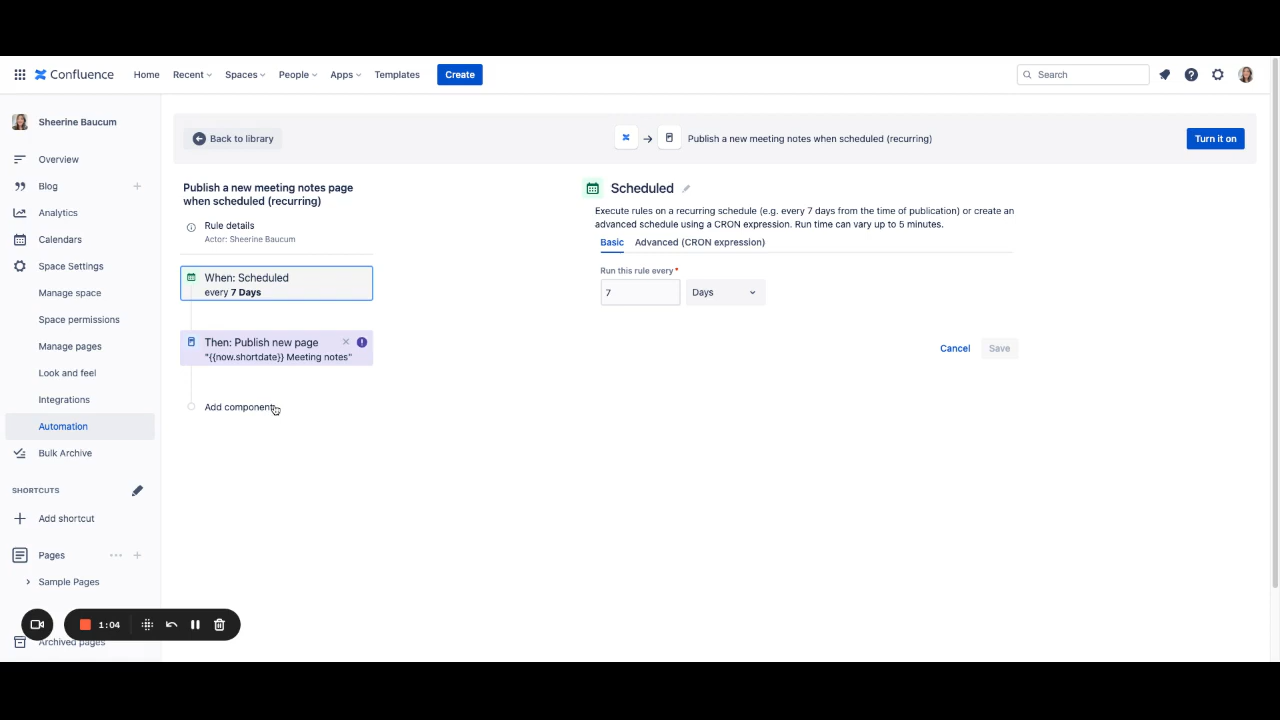 Confluence
Home
Recent
Spaces
People
Apps
Templates
Create
Search
Sheerine Baucum
Overview
Blog
Analytics
Calendars
Space Settings
Manage space
Space permissions
Manage pages
Look and feel
Integrations
Automation
Bulk Archive
SHORTCUTS
Add shortcut
Pages
Sample Pages
Archived pages
1:04
Back to library
Publish a new meeting notes when scheduled (recurring)
Turn it on
Publish a new meeting notes page
when scheduled (recurring)
Rule details
Actor: Sheerine Baucum
When: Scheduled
every 7 Days
Then: Publish new page
"{{now.shortdate}} Meeting notes"
Add component
Scheduled
Execute rules on a recurring schedule (e.g. every 7 days from the time of publication) or create an
advanced schedule using a CRON expression. Run time can vary up to 5 minutes.
Basic
Advanced (CRON expression)
Run this rule every*
7
Days
Cancel
Save